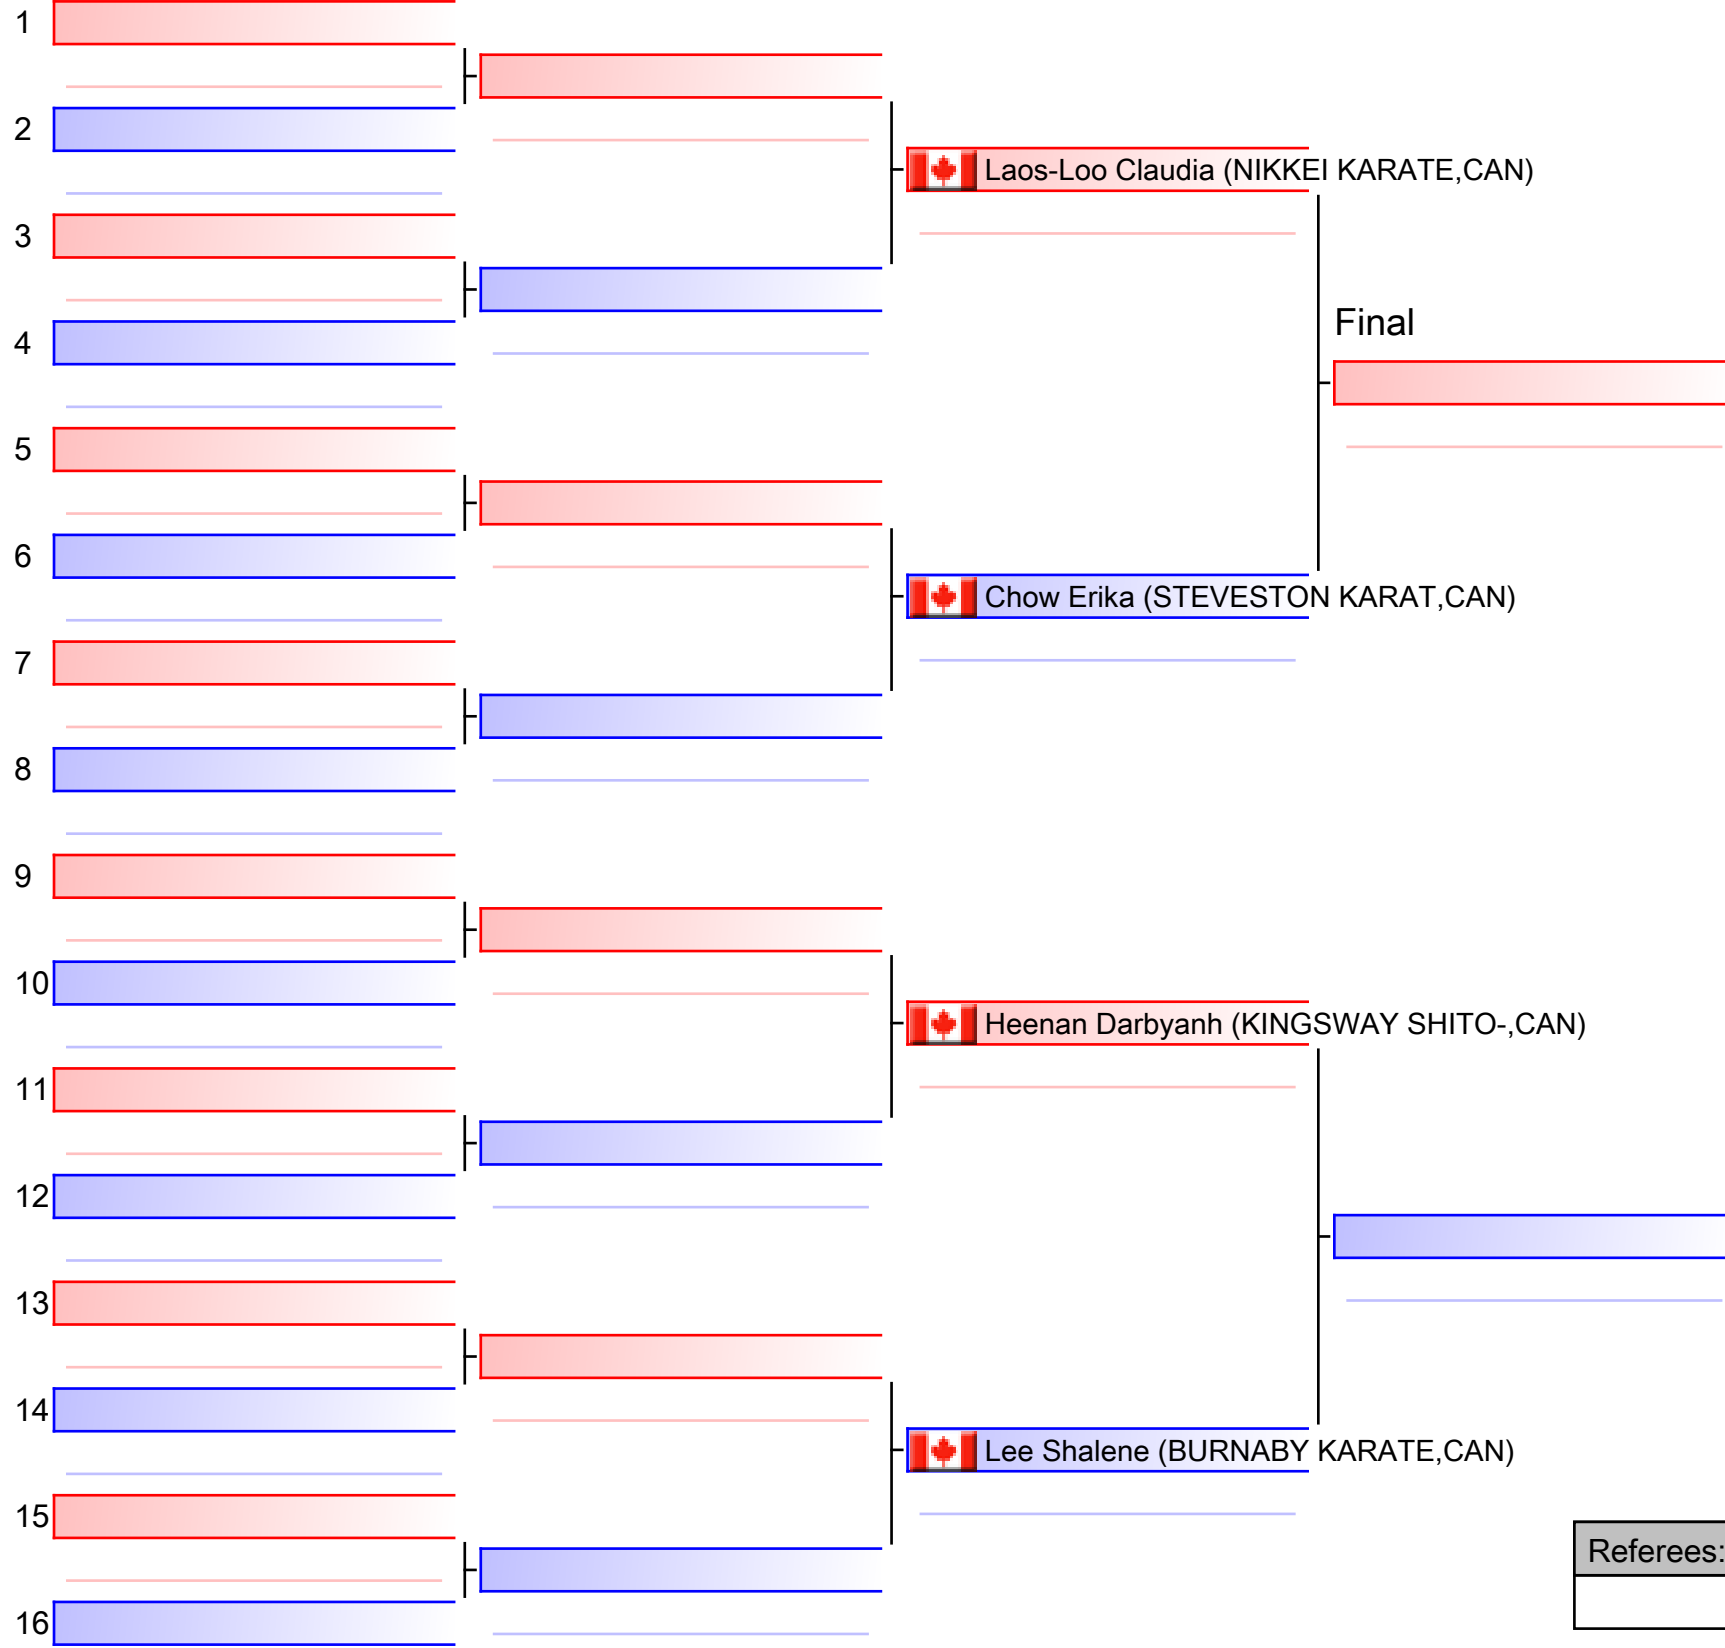 1
2
Laos-Loo Claudia (NIKKEI KARATE,CAN)
3
Final
4
5
6
Chow Erika (STEVESTON KARAT,CAN)
7
8
9
10
Heenan Darbyanh (KINGSWAY SHITO-,CAN)
11
12
13
14
Lee Shalene (BURNABY KARATE,CAN)
15
Referees:
16